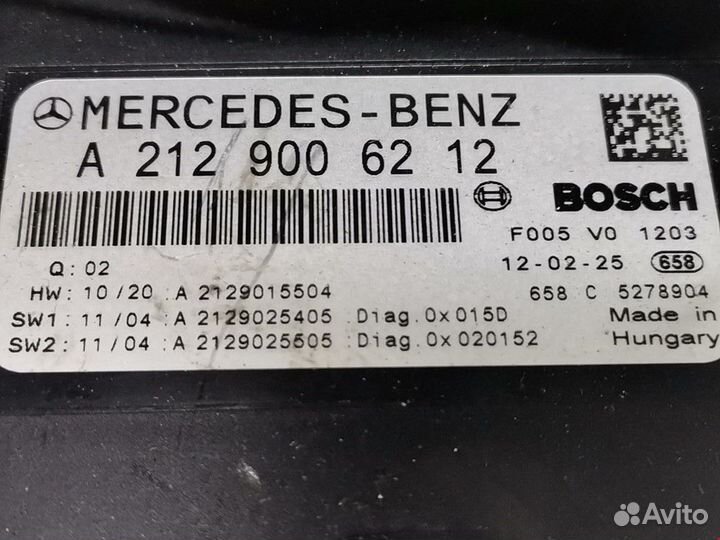 MERCEDES-BENZ
A 212 900 62 12
BOSCH
F005 V0 1203
Q: 02
12-02-25 658
HW: 10/20 :A 2129015504
658 C 5278904
SW1: 11/04 :A 2129025405 :Diag.0x015D
Made in
SW2: 11/04 :A 2129025505 :Diag.0x020152
Hungary
Avito